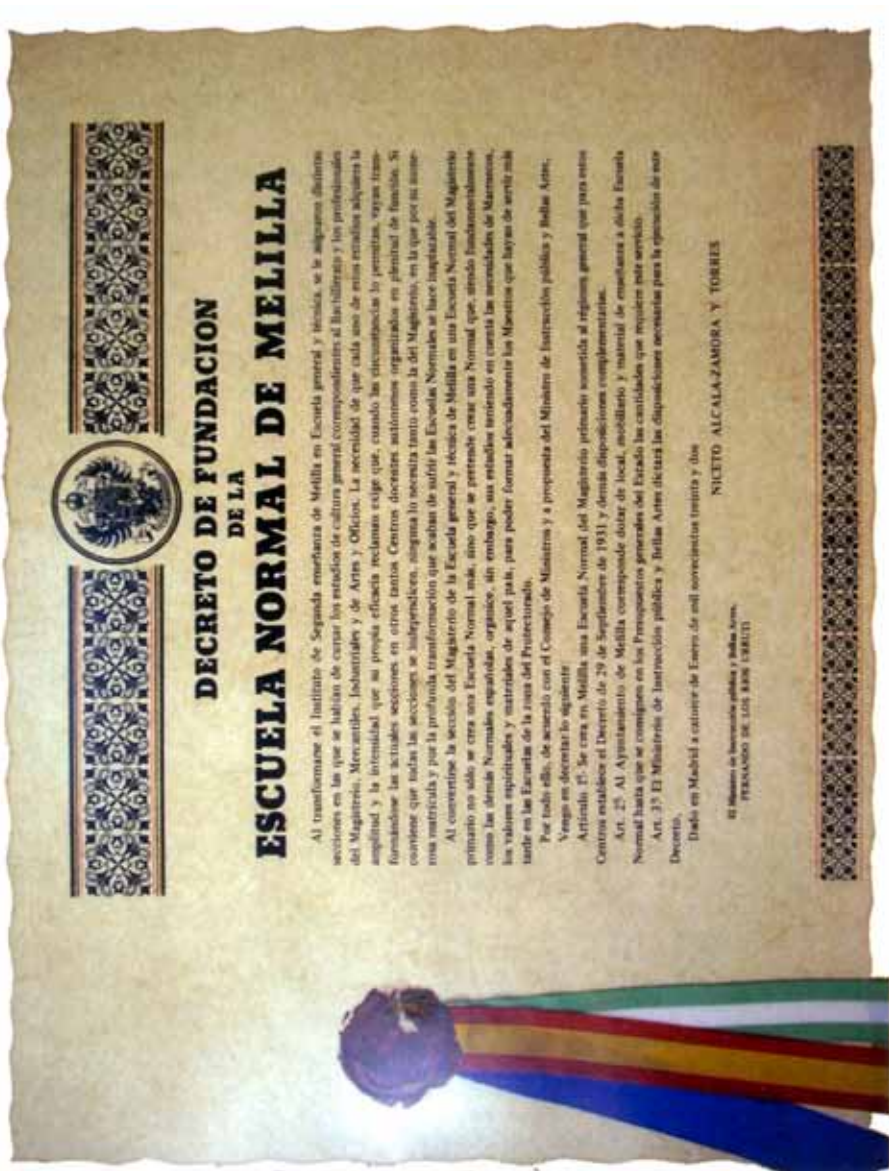 DECRETO DE FUNDACION
DE LA
ESCUELA NORMAL DE MELILLA
Al transformarse el Instituto de Segunda enseñanza de Melilla en Escuela general y técnica, se le asignaron distintas
secciones en las que se habían de cursar los estudios de cultura general correspondientes al Bachillerato y los profesionales
del Magisterio, Mercantiles, Industriales y de Artes y Oficios. La necesidad de que cada uno de estos estudios adquiera la
amplitud y la intensidad que su propia eficacia reclaman exige que, cuando las circunstancias lo permitan, vayan trans-
formándose las actuales secciones en otros tantos Centros docentes autónomos organizados en plenitud de función. Si
conviene que todas las secciones se independicen, ninguna lo necesita tanto como la del Magisterio, en la que por su nume-
rosa matrícula y por la profunda transformación que acaban de sufrir las Escuelas Normales se hace inaplazable.
Al convertirse la sección del Magisterio de la Escuela general y técnica de Melilla en una Escuela Normal del Magisterio
primario no sólo se crea una Escuela Normal más, sino que se pretende crear una Normal que, siendo fundamentalmente
como las demás Normales españolas, organice, sin embargo, sus estudios teniendo en cuenta las necesidades de Marruecos,
los valores espirituales y materiales de aquel país, para poder formar adecuadamente los Maestros que hayan de servir más
tarde en las Escuelas de la zona del Protectorado.
Por todo ello, de acuerdo con el Consejo de Ministros y a propuesta del Ministro de Instrucción pública y Bellas Artes,
Vengo en decretar lo siguiente:
Artículo 1º Se crea en Melilla una Escuela Normal del Magisterio primario sometida al régimen general que para estos
Centros establece el Decreto de 29 de Septiembre de 1931 y demás disposiciones complementarias.
Art. 2º Al Ayuntamiento de Melilla corresponde dotar de local, mobiliario y material de enseñanza a dicha Escuela
Normal hasta que se consignen en los Presupuestos generales del Estado las cantidades que requiere este servicio.
Art. 3º El Ministerio de Instrucción pública y Bellas Artes dictará las disposiciones necesarias para la ejecución de este
Decreto.
Dado en Madrid a catorce de Enero de mil novecientos treinta y dos
NICETO ALCALA-ZAMORA Y TORRES
El Ministro de Instrucción pública y Bellas Artes,
FERNANDO DE LOS RIOS URRUTI